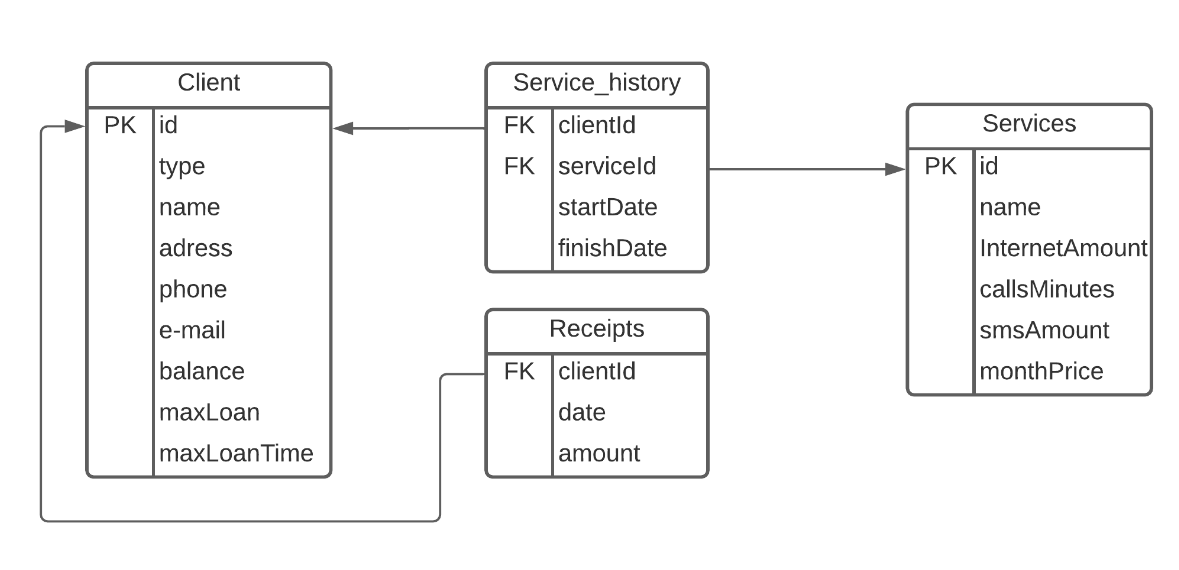 Client
PK id
type
name
adress
phone
e-mail
balance
maxLoan
maxLoanTime
Service_history
FK clientId
FK serviceId
startDate
finishDate
Receipts
FK clientId
date
amount
Services
PK id
name
InternetAmount
callsMinutes
smsAmount
monthPrice